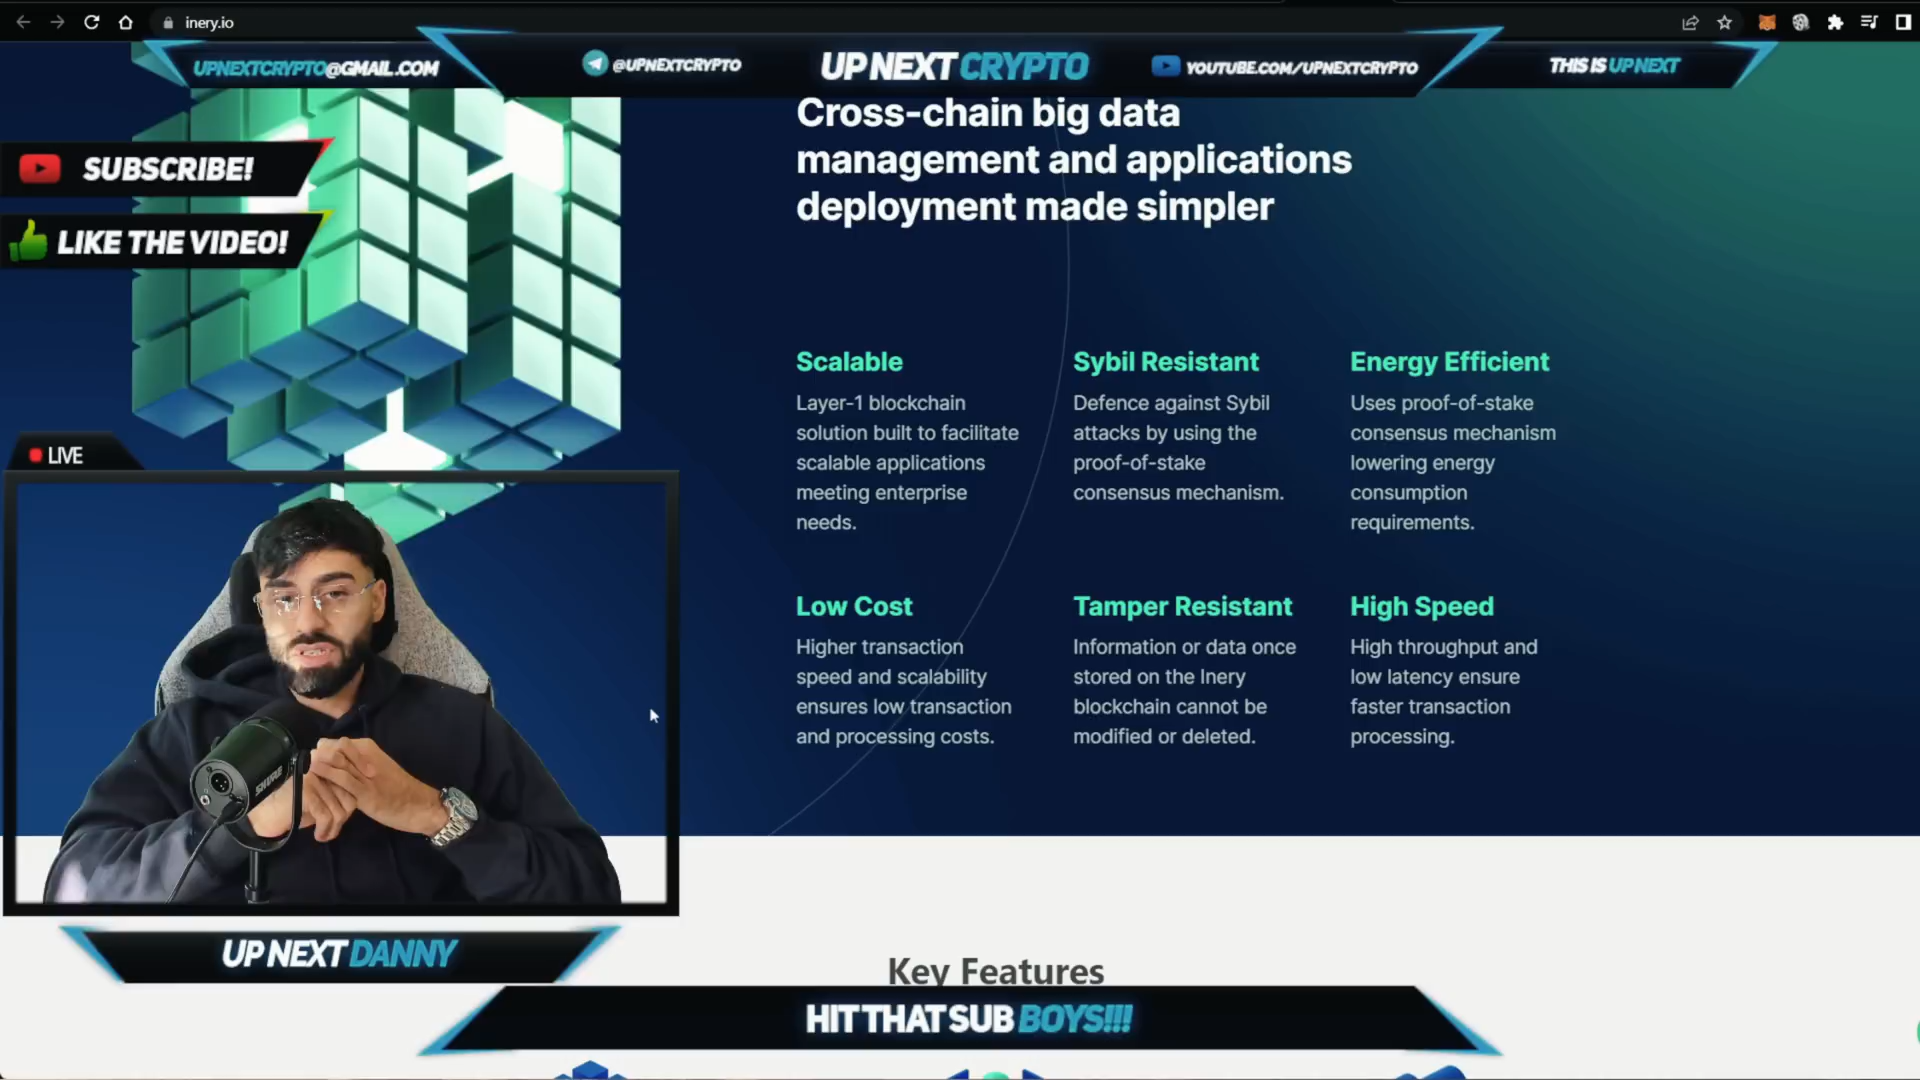 inery.io
UPNEXTCRYPTO@GMAIL.COM
@UPNEXTCRYPTO
UP NEXT CRYPTO
YOUTUBE.COM/UPNEXTCRYPTO
THIS IS UP NEXT
Cross-chain big data
management and applications
deployment made simpler
SUBSCRIBE!
LIKE THE VIDEO!
Scalable
Layer-1 blockchain
solution built to facilitate
scalable applications
meeting enterprise
needs.
Sybil Resistant
Defence against Sybil
attacks by using the
proof-of-stake
consensus mechanism.
Energy Efficient
Uses proof-of-stake
consensus mechanism
lowering energy
consumption
requirements.
Low Cost
Higher transaction
speed and scalability
ensures low transaction
and processing costs.
Tamper Resistant
Information or data once
stored on the Inery
blockchain cannot be
modified or deleted.
High Speed
High throughput and
low latency ensure
faster transaction
processing.
LIVE
SHURE
UP NEXT DANNY
Key Features
HIT THAT SUB BOYS!!!